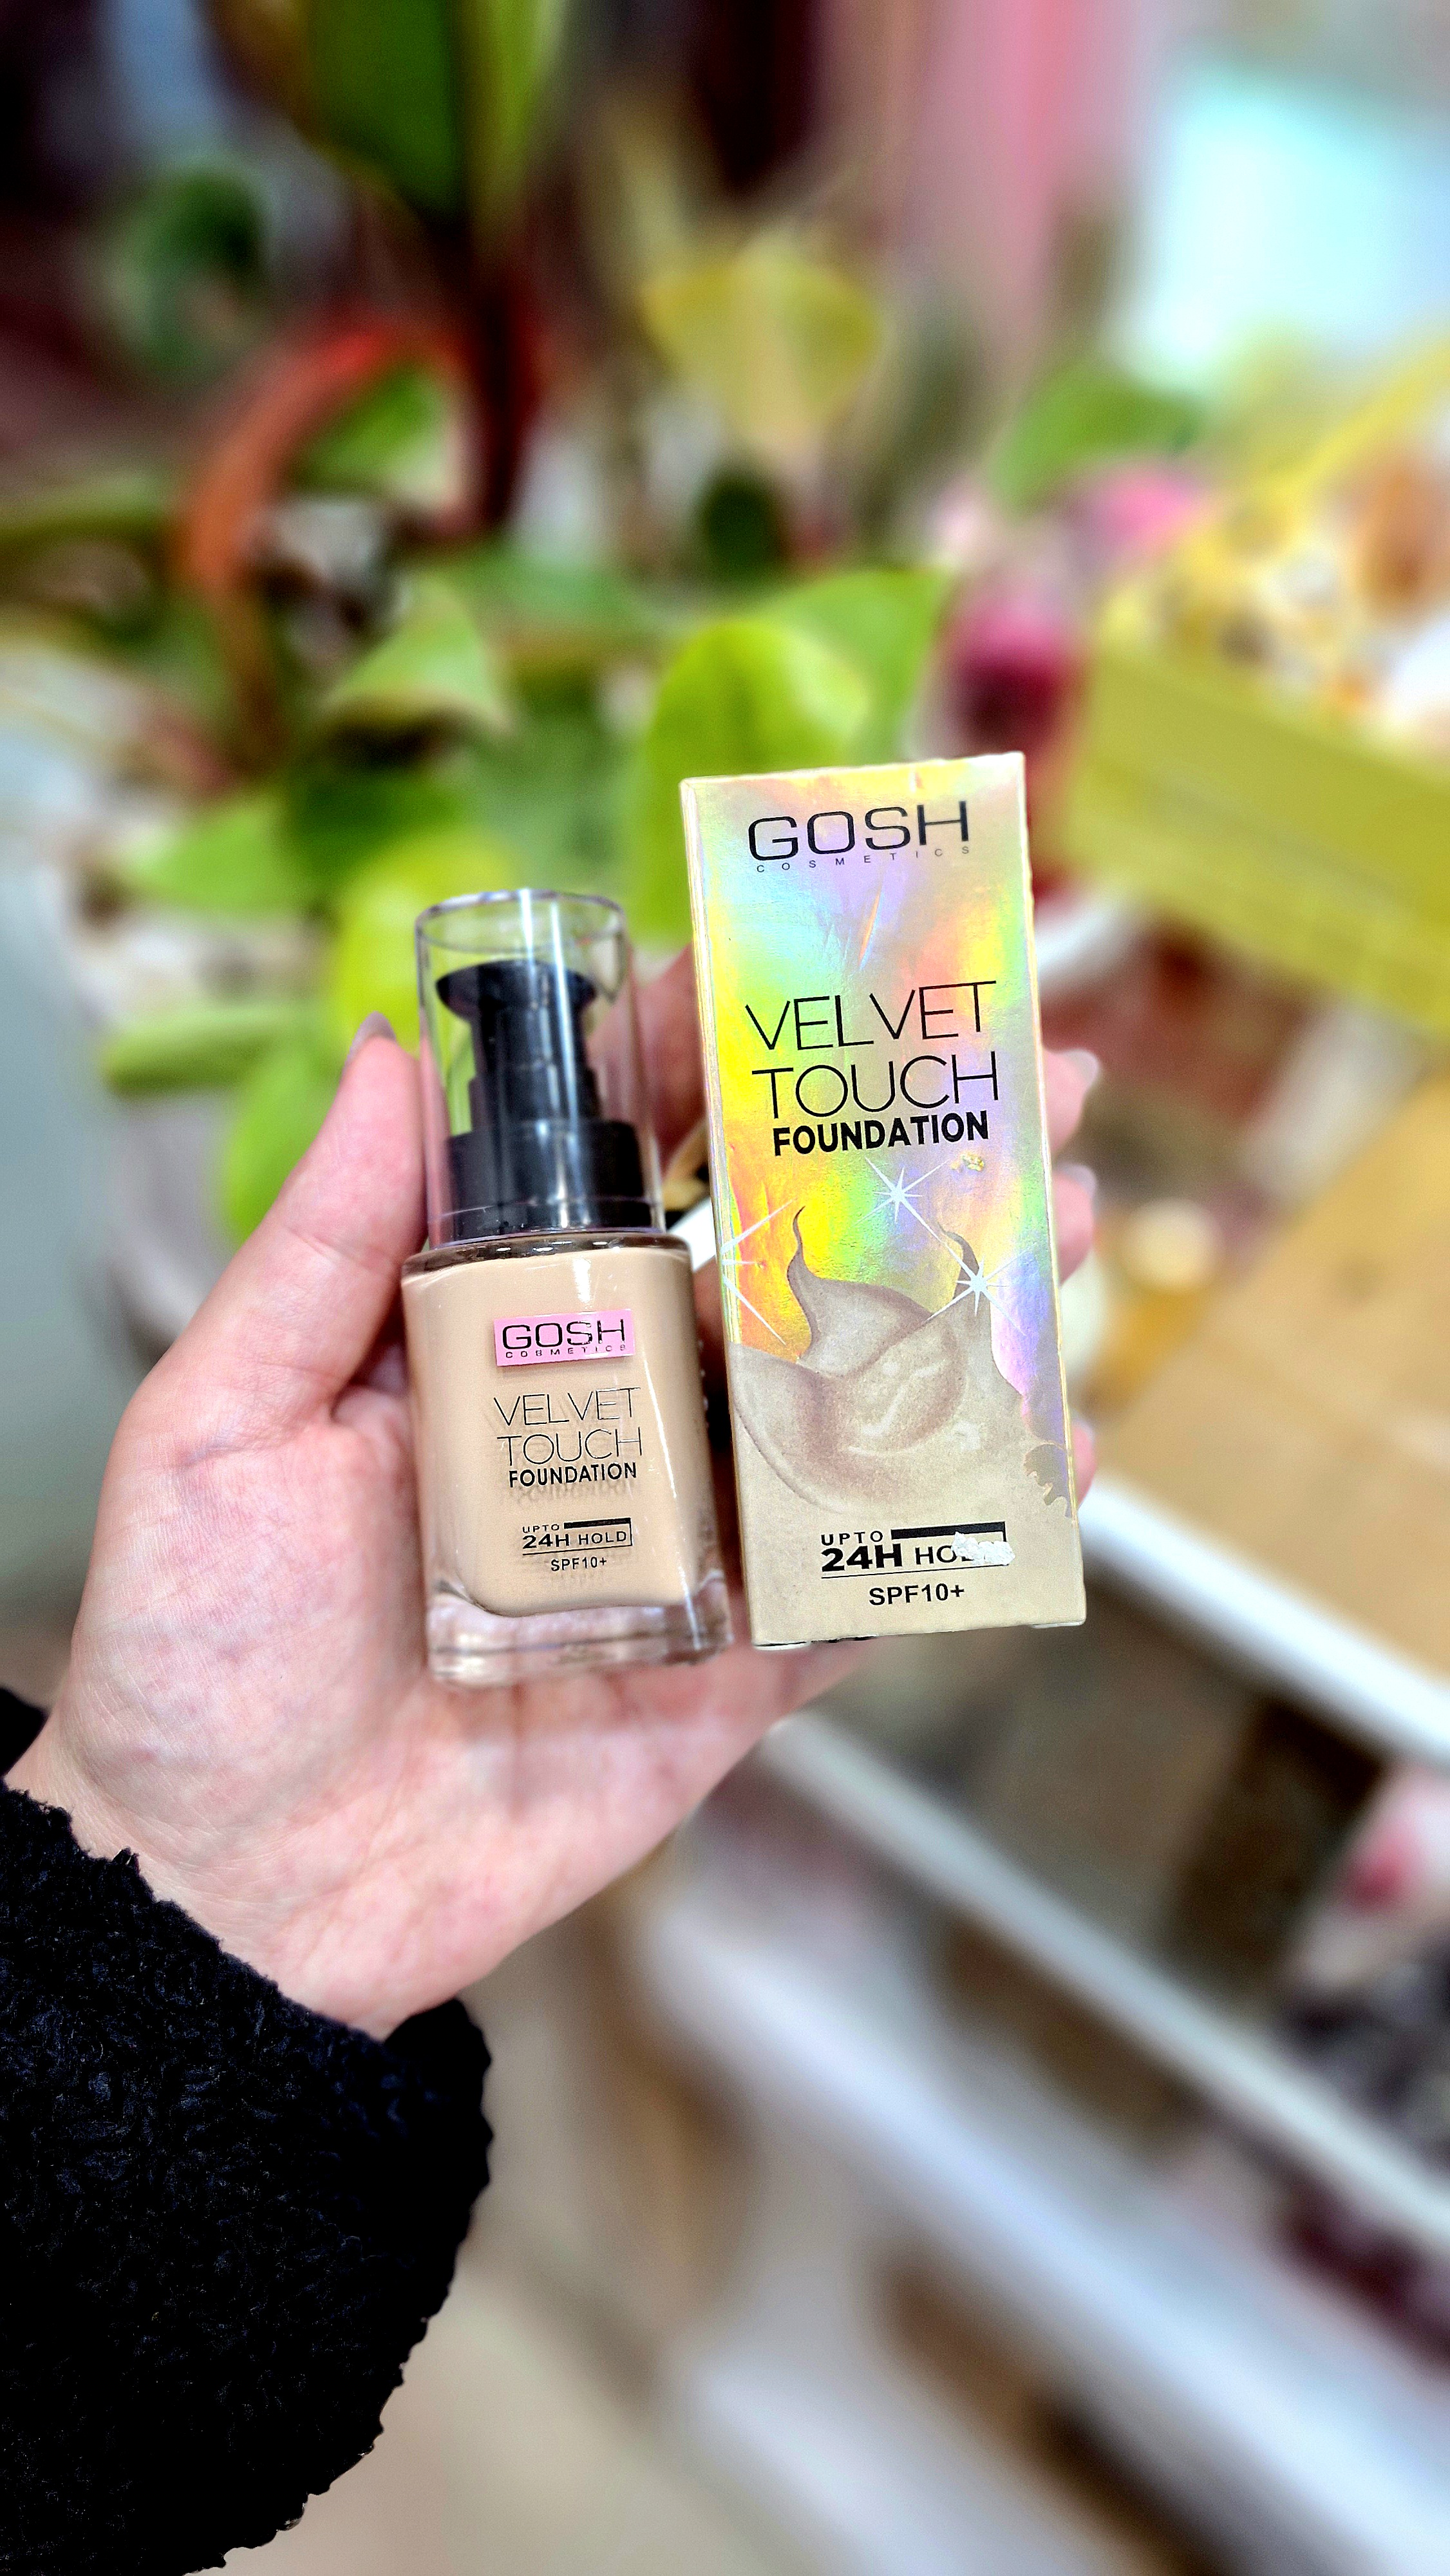 GOSH
COSMETICS
VELVET
TOUCH
FOUNDATION
UPTO
24H HOLD
SPF10+
GOSH
COSMETICS
VELVET
TOUCH
FOUNDATION
UPTO
24H
SPF10+